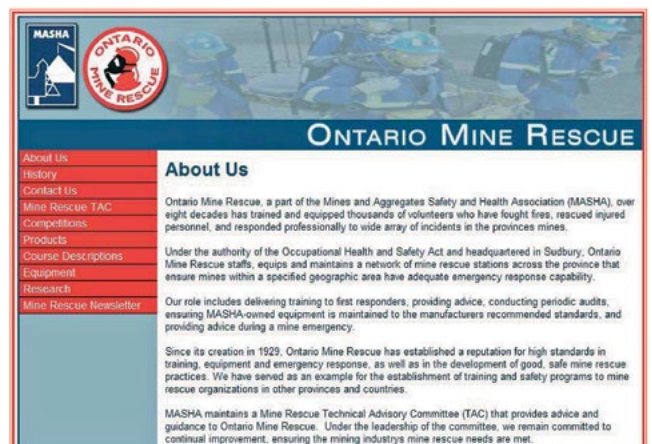 MASHA
ONTARIO
MINE RESCUE
ONTARIO MINE RESCUE
About Us
History
Contact Us
Mine Rescue TAC
Competitions
Products
Course Descriptions
Equipment
Research
Mine Rescue Newsletter
About Us
Ontario Mine Rescue, a part of the Mines and Aggregates Safety and Health Association (MASHA), over
eight decades has trained and equipped thousands of volunteers who have fought fires, rescued injured
personnel, and responded professionally to wide array of incidents in the provinces mines.
Under the authority of the Occupational Health and Safety Act and headquartered in Sudbury, Ontario
Mine Rescue staffs, equips and maintains a network of mine rescue stations across the province that
ensure mines within a specified geographic area have adequate emergency response capability.
Our role includes delivering training to first responders, providing advice, conducting periodic audits,
ensuring MASHA-owned equipment is maintained to the manufacturers recommended standards, and
providing advice during a mine emergency.
Since its creation in 1929, Ontario Mine Rescue has established a reputation for high standards in
training, equipment and emergency response, as well as in the development of good, safe mine rescue
practices. We have served as an example for the establishment of training and safety programs to mine
rescue organizations in other provinces and countries.
MASHA maintains a Mine Rescue Technical Advisory Committee (TAC) that provides advice and
guidance to Ontario Mine Rescue. Under the leadership of the committee, we remain committed to
continual improvement, ensuring the mining industrys mine rescue needs are met.